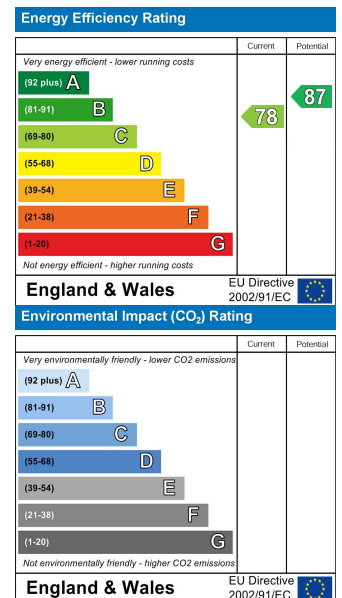 Energy Efficiency Rating
Current Potential
Very energy efficient - lower running costs
(92 plus) A
(81-91) B
(69-80) C
(55-68) D
(39-54) E
(21-38) F
(1-20) G
78
87
Not energy efficient - higher running costs
England & Wales
EU Directive
2002/91/EC
Environmental Impact (CO₂) Rating
Current Potential
Very environmentally friendly - lower CO2 emissions
(92 plus) A
(81-91) B
(69-80) C
(55-68) D
(39-54) E
(21-38) F
(1-20) G
Not environmentally friendly - higher CO2 emissions
England & Wales
EU Directive
2002/91/EC